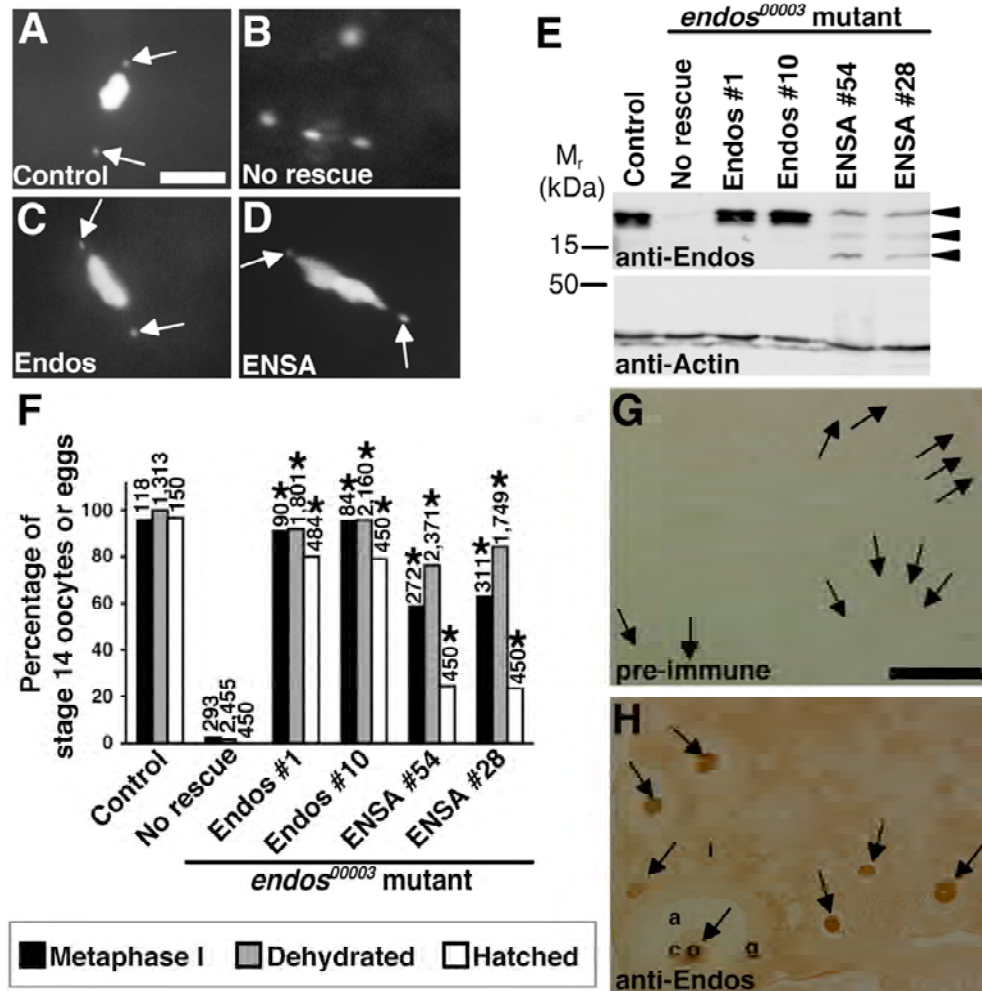 A
Control
B
No rescue
C
Endos
D
ENSA
E
endos00003 mutant
Control
No rescue
Endos #1
Endos #10
ENSA #54
ENSA #28
Mr
(kDa)
15
anti-Endos
50
anti-Actin
F
Percentage of
stage 14 oocytes or eggs
100
80
60
40
20
0
118
1,313
150
293
2,455
450
90*
1,801*
484*
84*
2,160*
450*
272*
2,371*
450*
311*
1,749*
450*
Control
No rescue
Endos #1
Endos #10
ENSA #54
ENSA #28
endos00003 mutant
Metaphase I
Dehydrated
Hatched
G
pre-immune
H
i
a
c o
g
anti-Endos